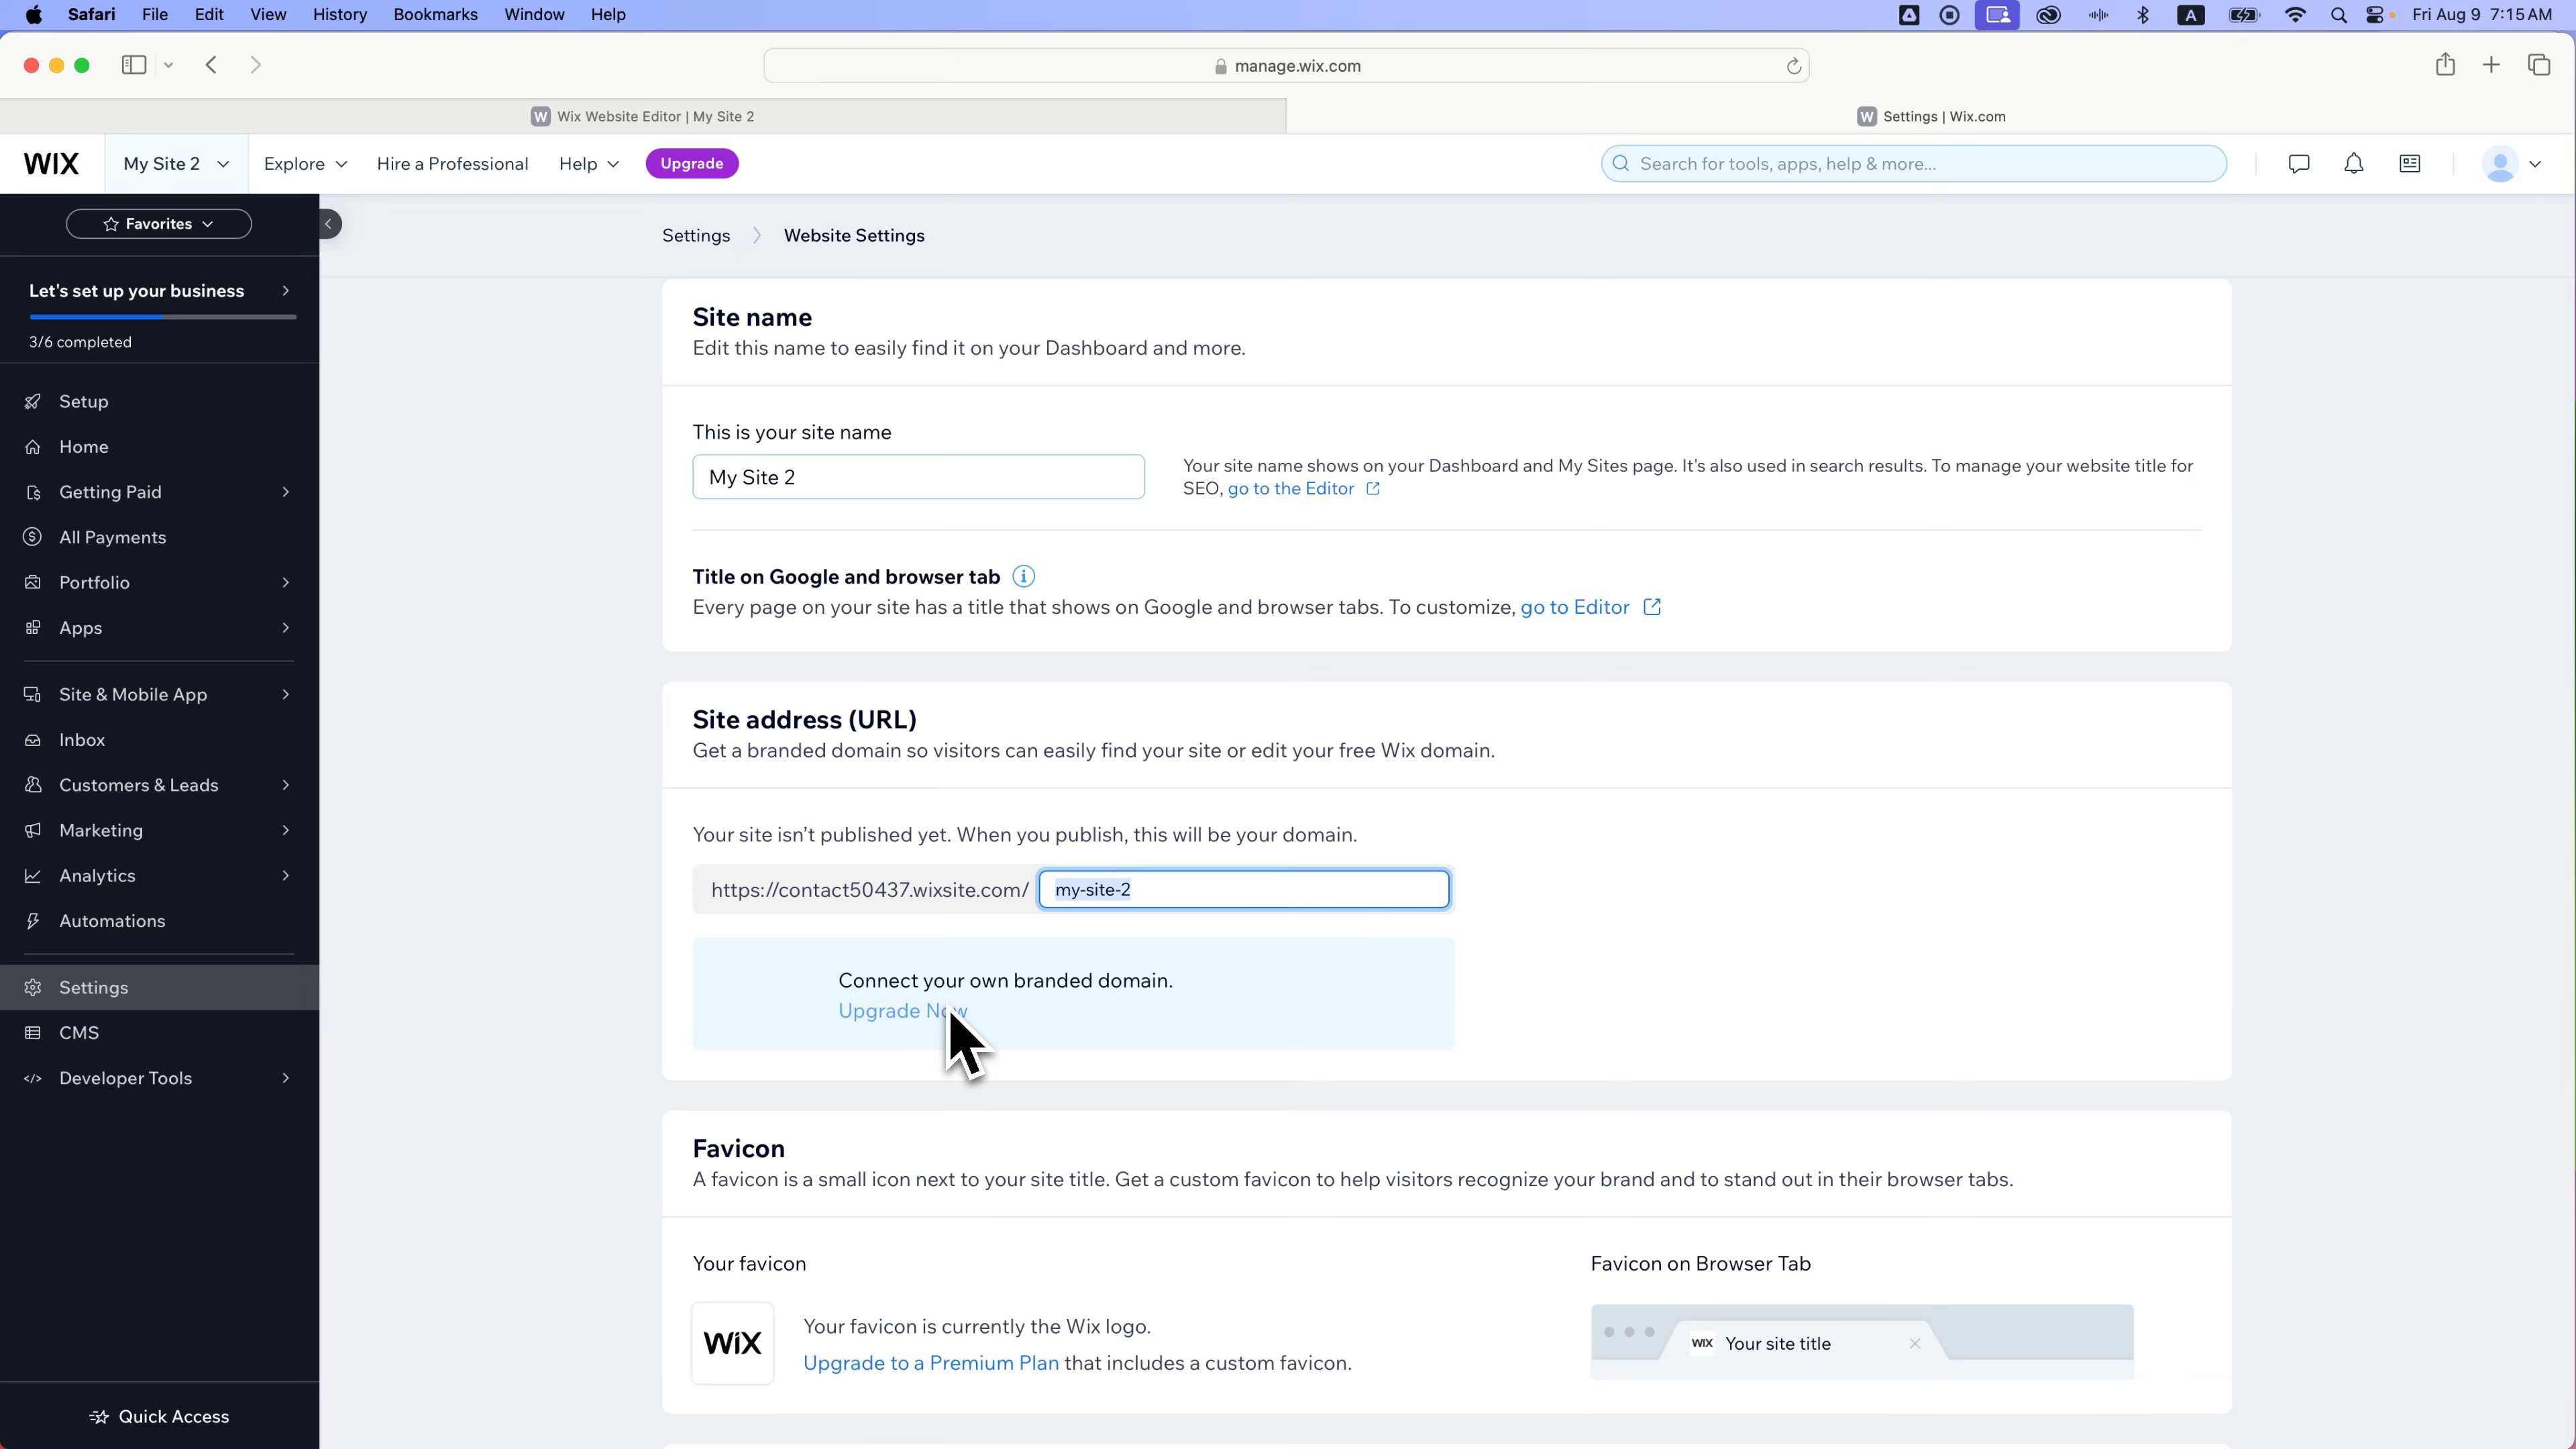 Safari File Edit View History Bookmarks Window Help A Fri Aug 9 7:15 AM
manage.wix.com
W Wix Website Editor | My Site 2
W Settings | Wix.com
WIX My Site 2 Explore Hire a Professional Help Upgrade Search for tools, apps, help & more...
Favorites
Let's set up your business
3/6 completed
Setup
Home
Getting Paid
All Payments
Portfolio
Apps
Site & Mobile App
Inbox
Customers & Leads
Marketing
Analytics
Automations
Settings
CMS
Developer Tools
Quick Access
Settings Website Settings
Site name
Edit this name to easily find it on your Dashboard and more.
This is your site name
My Site 2
Your site name shows on your Dashboard and My Sites page. It's also used in search results. To manage your website title for
SEO, go to the Editor
Title on Google and browser tab
Every page on your site has a title that shows on Google and browser tabs. To customize, go to Editor
Site address (URL)
Get a branded domain so visitors can easily find your site or edit your free Wix domain.
Your site isn't published yet. When you publish, this will be your domain.
https://contact50437.wixsite.com/ my-site-2
Connect your own branded domain.
Upgrade Now
Favicon
A favicon is a small icon next to your site title. Get a custom favicon to help visitors recognize your brand and to stand out in their browser tabs.
Your favicon
WIX
Your favicon is currently the Wix logo.
Upgrade to a Premium Plan that includes a custom favicon.
Favicon on Browser Tab
WIX Your site title